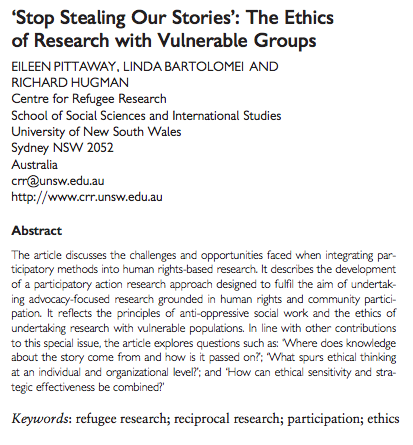 ‘Stop Stealing Our Stories’: The Ethics
of Research with Vulnerable Groups
EILEEN PITTAWAY, LINDA BARTOLOMEI AND
RICHARD HUGMAN
Centre for Refugee Research
School of Social Sciences and International Studies
University of New South Wales
Sydney NSW 2052
Australia
crr@unsw.edu.au
http://www.crr.unsw.edu.au
Abstract
The article discusses the challenges and opportunities faced when integrating par-
ticipatory methods into human rights-based research. It describes the development
of a participatory action research approach designed to fulfil the aim of undertak-
ing advocacy-focused research grounded in human rights and community partici-
pation. It reflects the principles of anti-oppressive social work and the ethics of
undertaking research with vulnerable populations. In line with other contributions
to this special issue, the article explores questions such as: ‘Where does knowledge
about the story come from and how is it passed on?’; ‘What spurs ethical thinking
at an individual and organizational level?’; and ‘How can ethical sensitivity and stra-
tegic effectiveness be combined?’
Keywords: refugee research; reciprocal research; participation; ethics